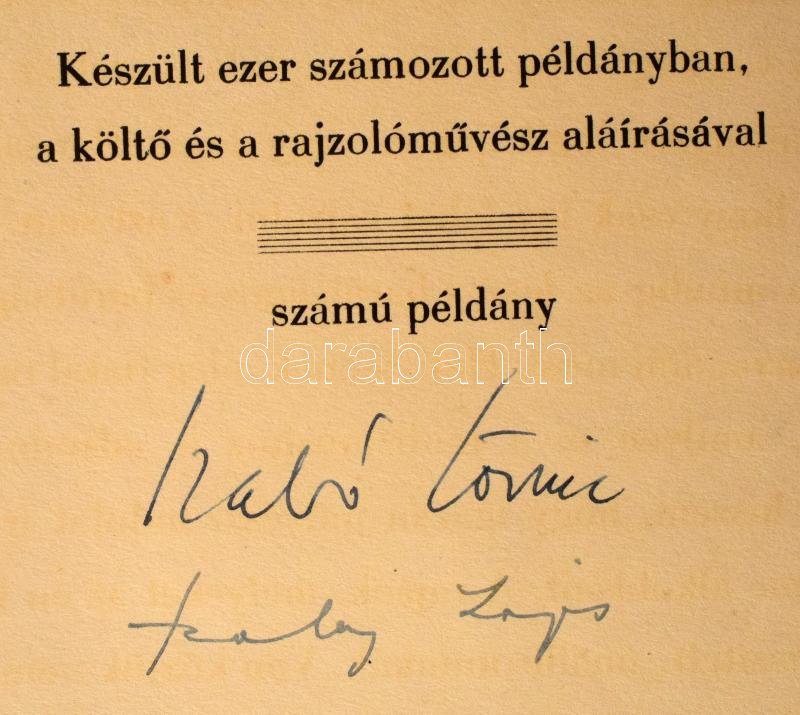 Készült ezer számozott példányban,
a költő és a rajzolóművész aláírásával
számú példány
darabanth
Szabó Lőrinc
Szalay Lajos